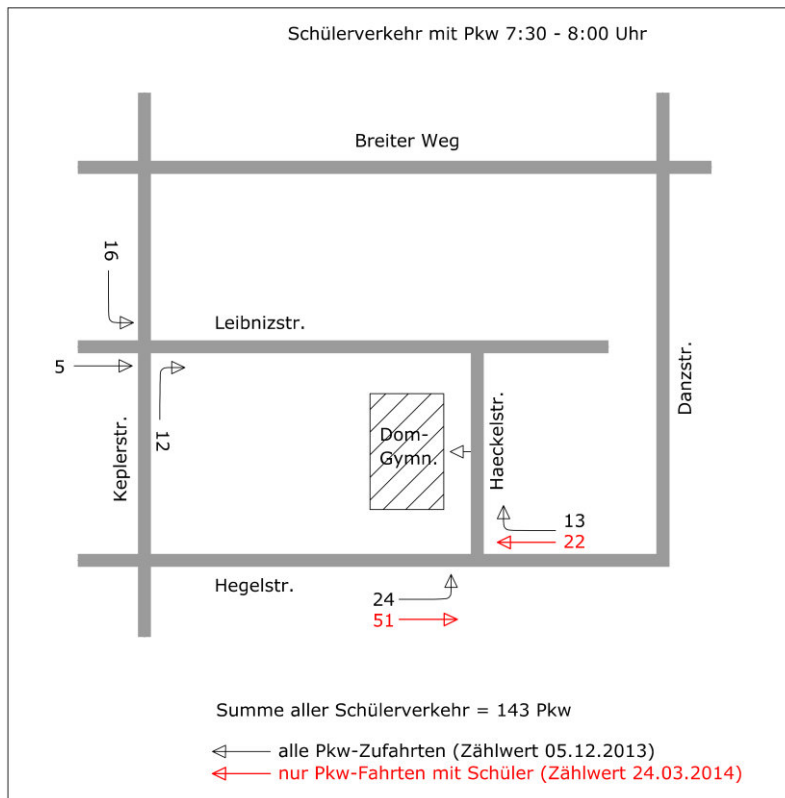 Schülerverkehr mit Pkw 7:30 - 8:00 Uhr
Breiter Weg
16
Leibnizstr.
5
12
Keplerstr.
Dom-
Gymn.
Haeckelstr.
Danzstr.
13
22
Hegelstr.
24
51
Summe aller Schülerverkehr = 143 Pkw
alle Pkw-Zufahrten (Zählwert 05.12.2013)
nur Pkw-Fahrten mit Schüler (Zählwert 24.03.2014)